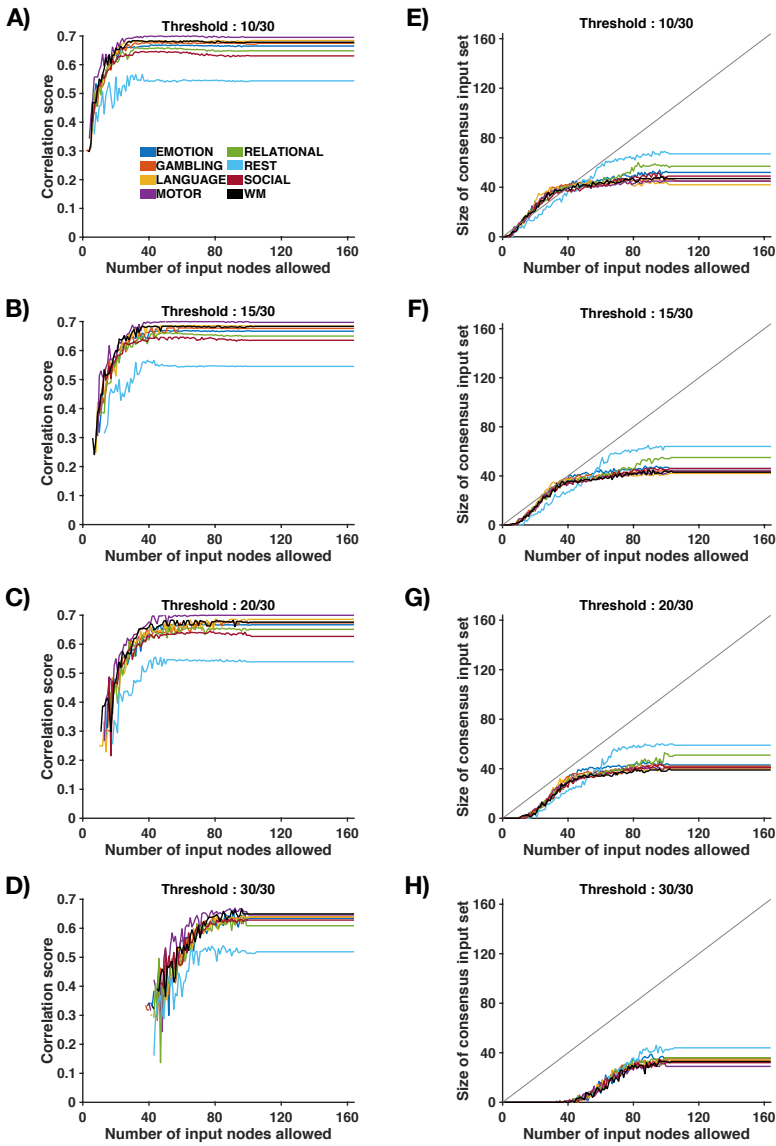 A)
Threshold : 10/30
Correlation score
0.7
0.6
0.5
0.4
0.3
0.2
0.1
0
EMOTION
GAMBLING
LANGUAGE
MOTOR
RELATIONAL
REST
SOCIAL
WM
0 40 80 120 160
Number of input nodes allowed
E)
Threshold : 10/30
Size of consensus input set
160
120
80
40
0
0 40 80 120 160
Number of input nodes allowed
B)
Threshold : 15/30
Correlation score
0.7
0.6
0.5
0.4
0.3
0.2
0.1
0
0 40 80 120 160
Number of input nodes allowed
F)
Threshold : 15/30
Size of consensus input set
160
120
80
40
0
0 40 80 120 160
Number of input nodes allowed
C)
Threshold : 20/30
Correlation score
0.7
0.6
0.5
0.4
0.3
0.2
0.1
0
0 40 80 120 160
Number of input nodes allowed
G)
Threshold : 20/30
Size of consensus input set
160
120
80
40
0
0 40 80 120 160
Number of input nodes allowed
D)
Threshold : 30/30
Correlation score
0.7
0.6
0.5
0.4
0.3
0.2
0.1
0
0 40 80 120 160
Number of input nodes allowed
H)
Threshold : 30/30
Size of consensus input set
160
120
80
40
0
0 40 80 120 160
Number of input nodes allowed